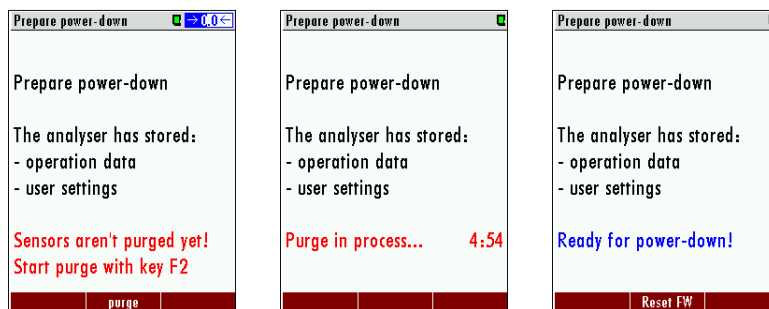 Prepare power-down →0.0←
Prepare power-down
The analyser has stored:
- operation data
- user settings
Sensors aren't purged yet!
Start purge with key F2
purge
Prepare power-down
Prepare power-down
The analyser has stored:
- operation data
- user settings
Purge in process... 4:54
Prepare power-down
Prepare power-down
The analyser has stored:
- operation data
- user settings
Ready for power-down!
Reset FW